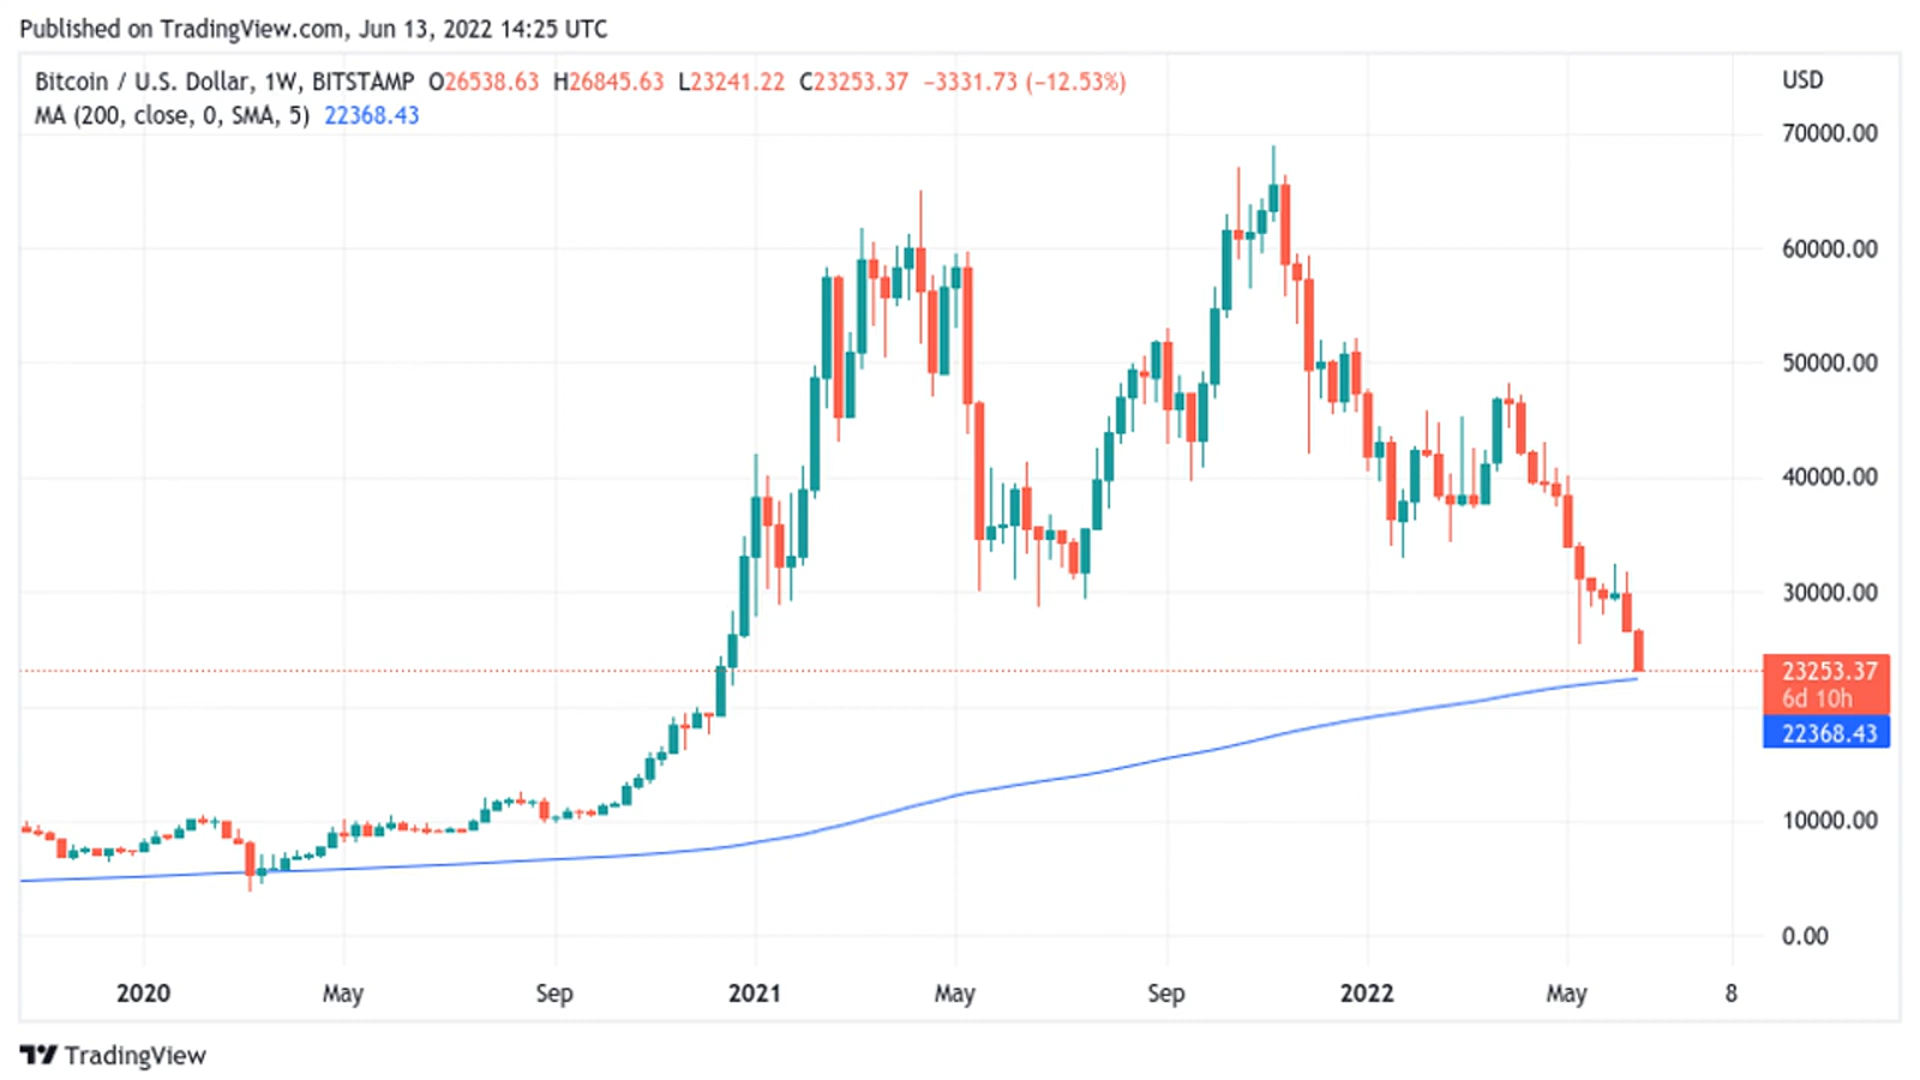 Published on TradingView.com, Jun 13, 2022 14:25 UTC
Bitcoin / U.S. Dollar, 1W, BITSTAMP O26538.63 H26845.63 L23241.22 C23253.37 −3331.73 (−12.53%)
MA (200, close, 0, SMA, 5) 22368.43
USD
70000.00
60000.00
50000.00
40000.00
30000.00
23253.37
6d 10h
22368.43
10000.00
0.00
2020 May Sep 2021 May Sep 2022 May 8
TradingView